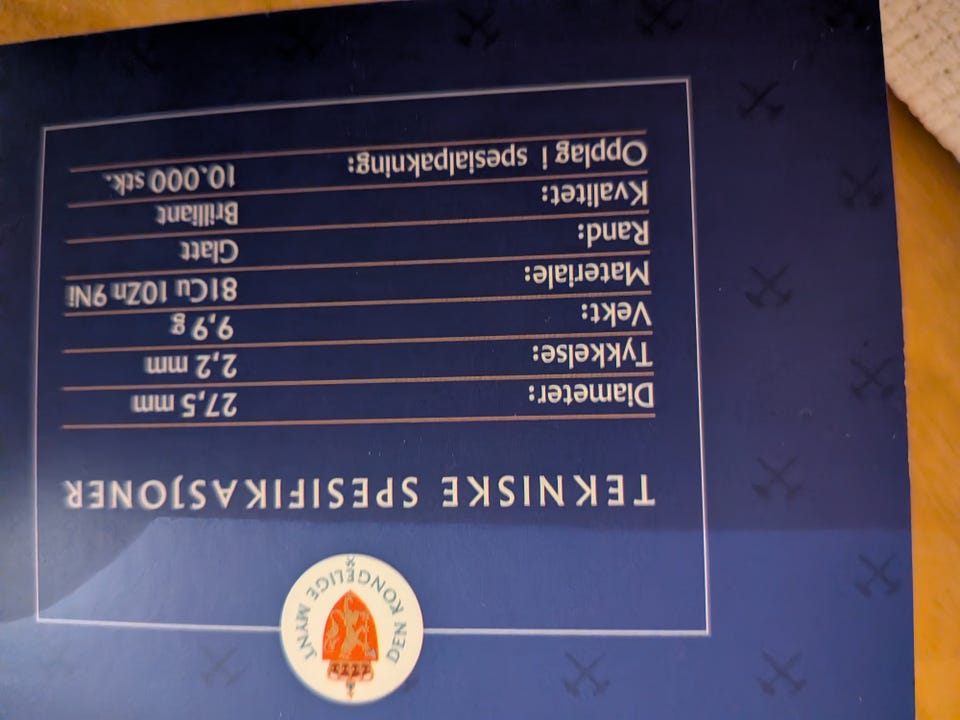 DEN KONGELIGE MYNT
TEKNISKE SPESIFIKASJONER
Diameter: 27,5 mm
Tykkelse: 2,2 mm
Vekt: 9,9 g
Materiale: 81Cu 10Zn 9Ni
Rand: Glatt
Kvalitet: Brilliant
Opplag i spesialpakning: 10.000 stk.